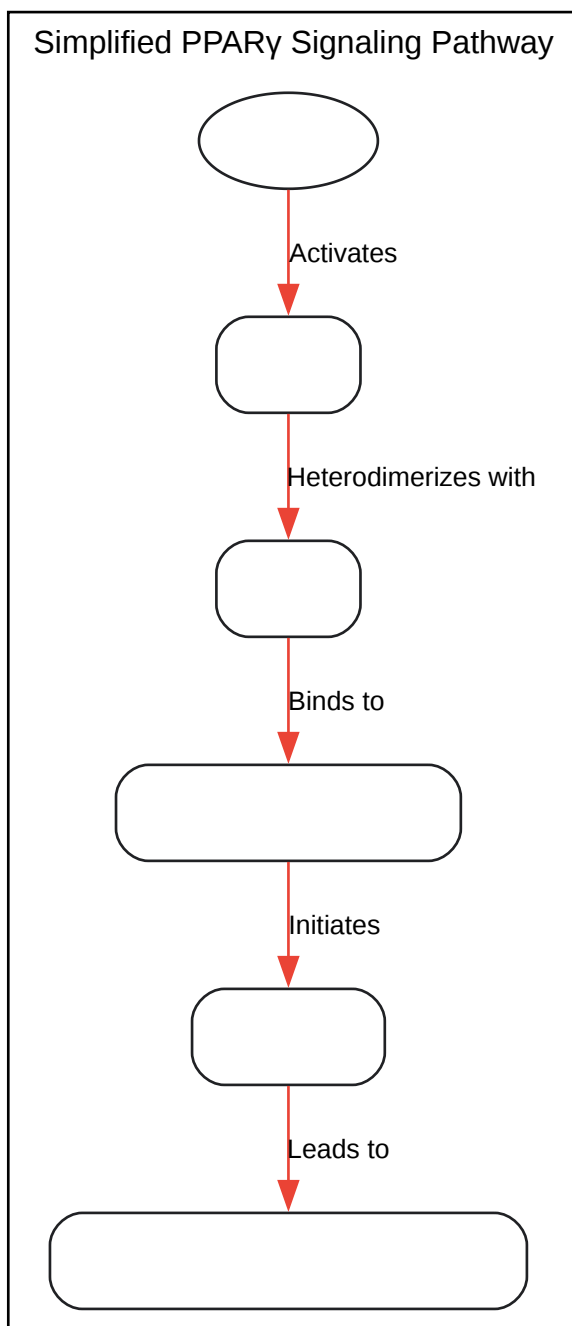 Simplified PPARγ Signaling Pathway
Activates
Heterodimerizes with
Binds to
Initiates
Leads to